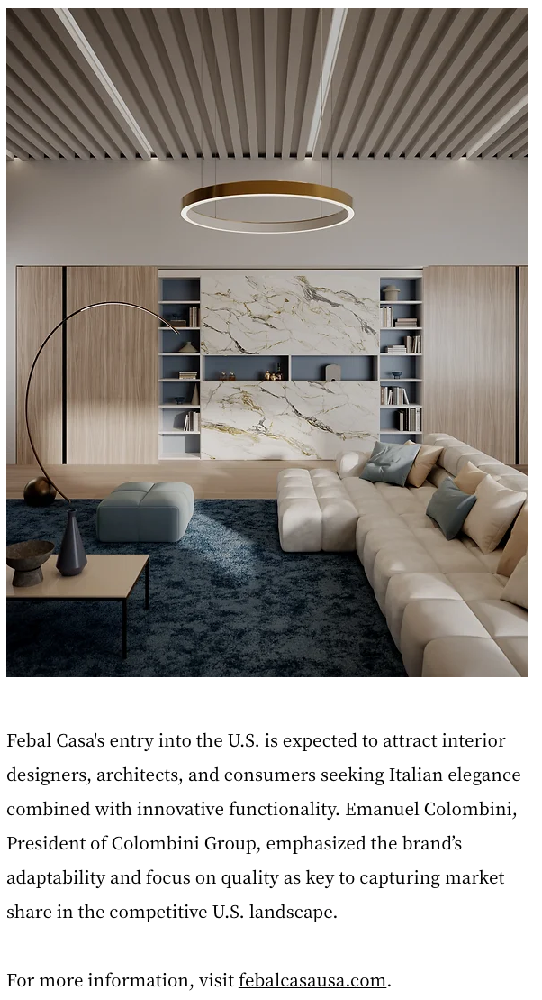 Febal Casa's entry into the U.S. is expected to attract interior
designers, architects, and consumers seeking Italian elegance
combined with innovative functionality. Emanuel Colombini,
President of Colombini Group, emphasized the brand’s
adaptability and focus on quality as key to capturing market
share in the competitive U.S. landscape.
For more information, visit febalcasausa.com.